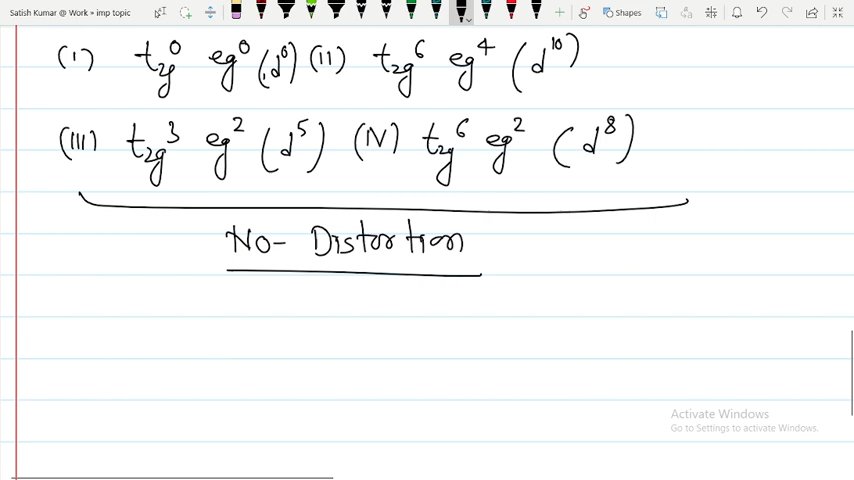 Satish Kumar @ Work » imp topic
Shapes
(I) t2g⁰ eg⁰ (d⁰) (II) t2g⁶ eg⁴ (d¹⁰)
(III) t2g³ eg² (d⁵) (IV) t2g⁶ eg² (d⁸)
No- Distortion
Activate Windows
Go to Settings to activate Windows.